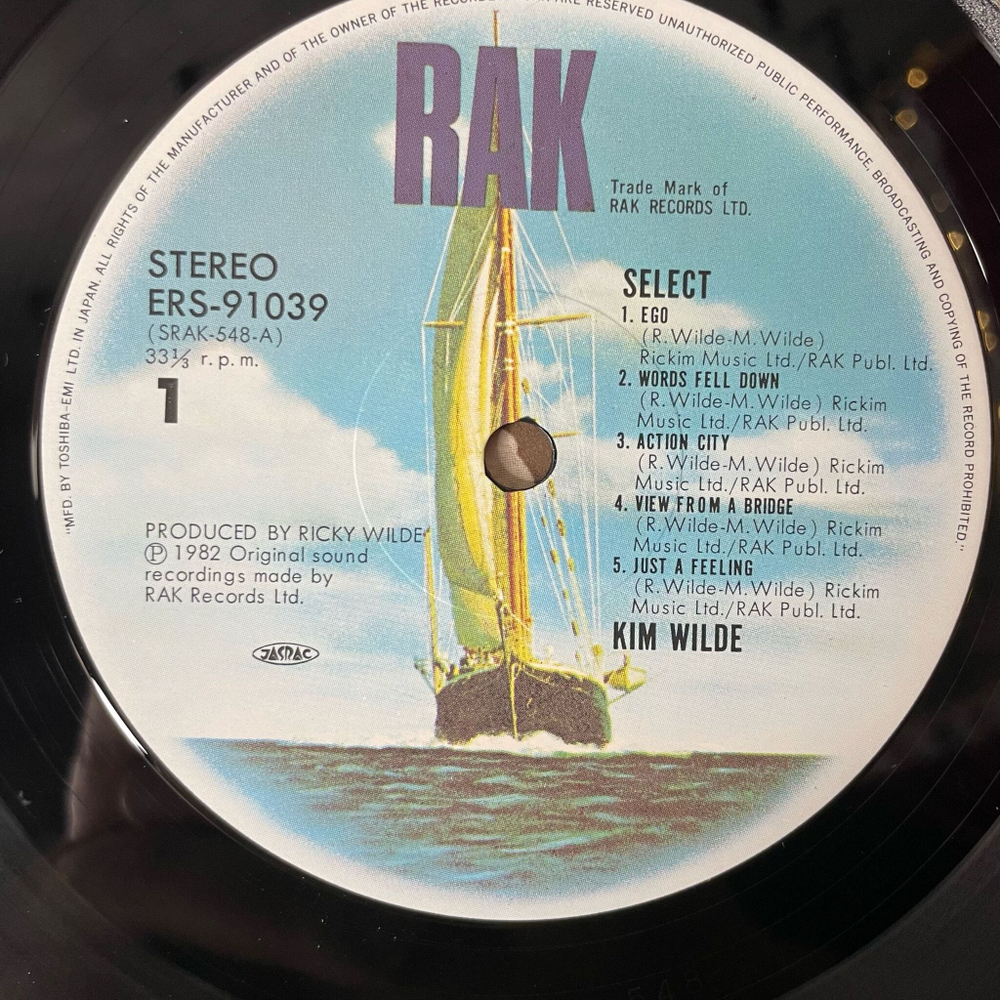 "MFD. BY TOSHIBA-EMI LTD. IN JAPAN. ALL RIGHTS OF THE MANUFACTURER AND OF THE OWNER OF THE RECORDED ARE RESERVED UNAUTHORIZED PUBLIC PERFORMANCE, BROADCASTING AND COPYING OF THE RECORD PROHIBITED."
RAK
Trade Mark of
RAK RECORDS LTD.
STEREO
ERS-91039
(SRAK-548-A)
33⅓ r.p.m.
1
SELECT
1. EGO
(R.Wilde-M.Wilde)
Rickim Music Ltd./RAK Publ. Ltd.
2. WORDS FELL DOWN
(R.Wilde-M.Wilde) Rickim
Music Ltd./RAK Publ. Ltd.
3. ACTION CITY
(R.Wilde-M.Wilde) Rickim
Music Ltd./RAK Publ. Ltd.
4. VIEW FROM A BRIDGE
(R.Wilde-M.Wilde) Rickim
Music Ltd./RAK Publ. Ltd.
5. JUST A FEELING
(R.Wilde-M.Wilde) Rickim
Music Ltd./RAK Publ. Ltd.
KIM WILDE
PRODUCED BY RICKY WILDE
Ⓟ 1982 Original sound
recordings made by
RAK Records Ltd.
JASRAC